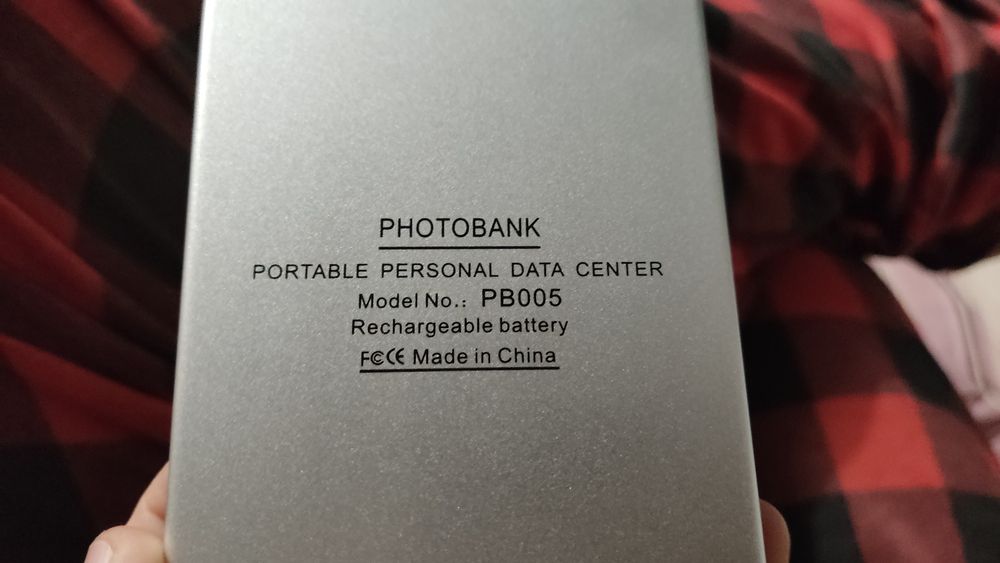 PHOTOBANK
PORTABLE PERSONAL DATA CENTER
Model No.: PB005
Rechargeable battery
FC CE Made in China